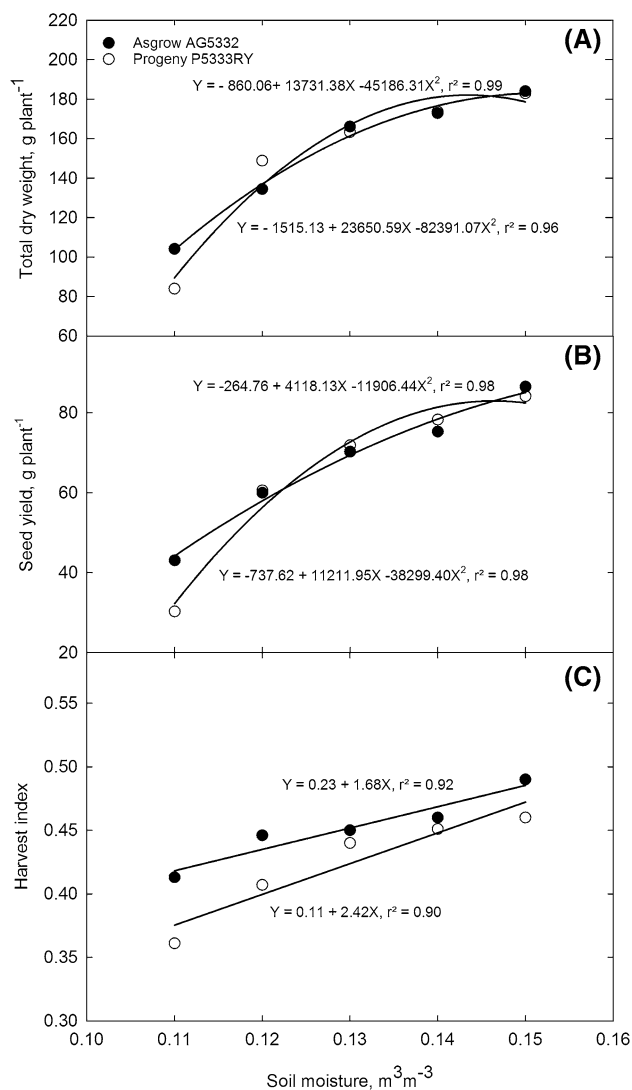 220
(A)
Asgrow AG5332
Progeny P5333RY
200
Y = - 860.06+ 13731.38X -45186.31X², r² = 0.99
180
160
140
Total dry weight, g plant⁻¹
Y = - 1515.13 + 23650.59X -82391.07X², r² = 0.96
120
100
80
60
(B)
Y = -264.76 + 4118.13X -11906.44X², r² = 0.98
80
Seed yield, g plant⁻¹
60
Y = -737.62 + 11211.95X -38299.40X², r² = 0.98
40
20
(C)
0.55
0.50
Y = 0.23 + 1.68X, r² = 0.92
0.45
Harvest index
0.40
Y = 0.11 + 2.42X, r² = 0.90
0.35
0.30
0.10 0.11 0.12 0.13 0.14 0.15 0.16
Soil moisture, m³m⁻³